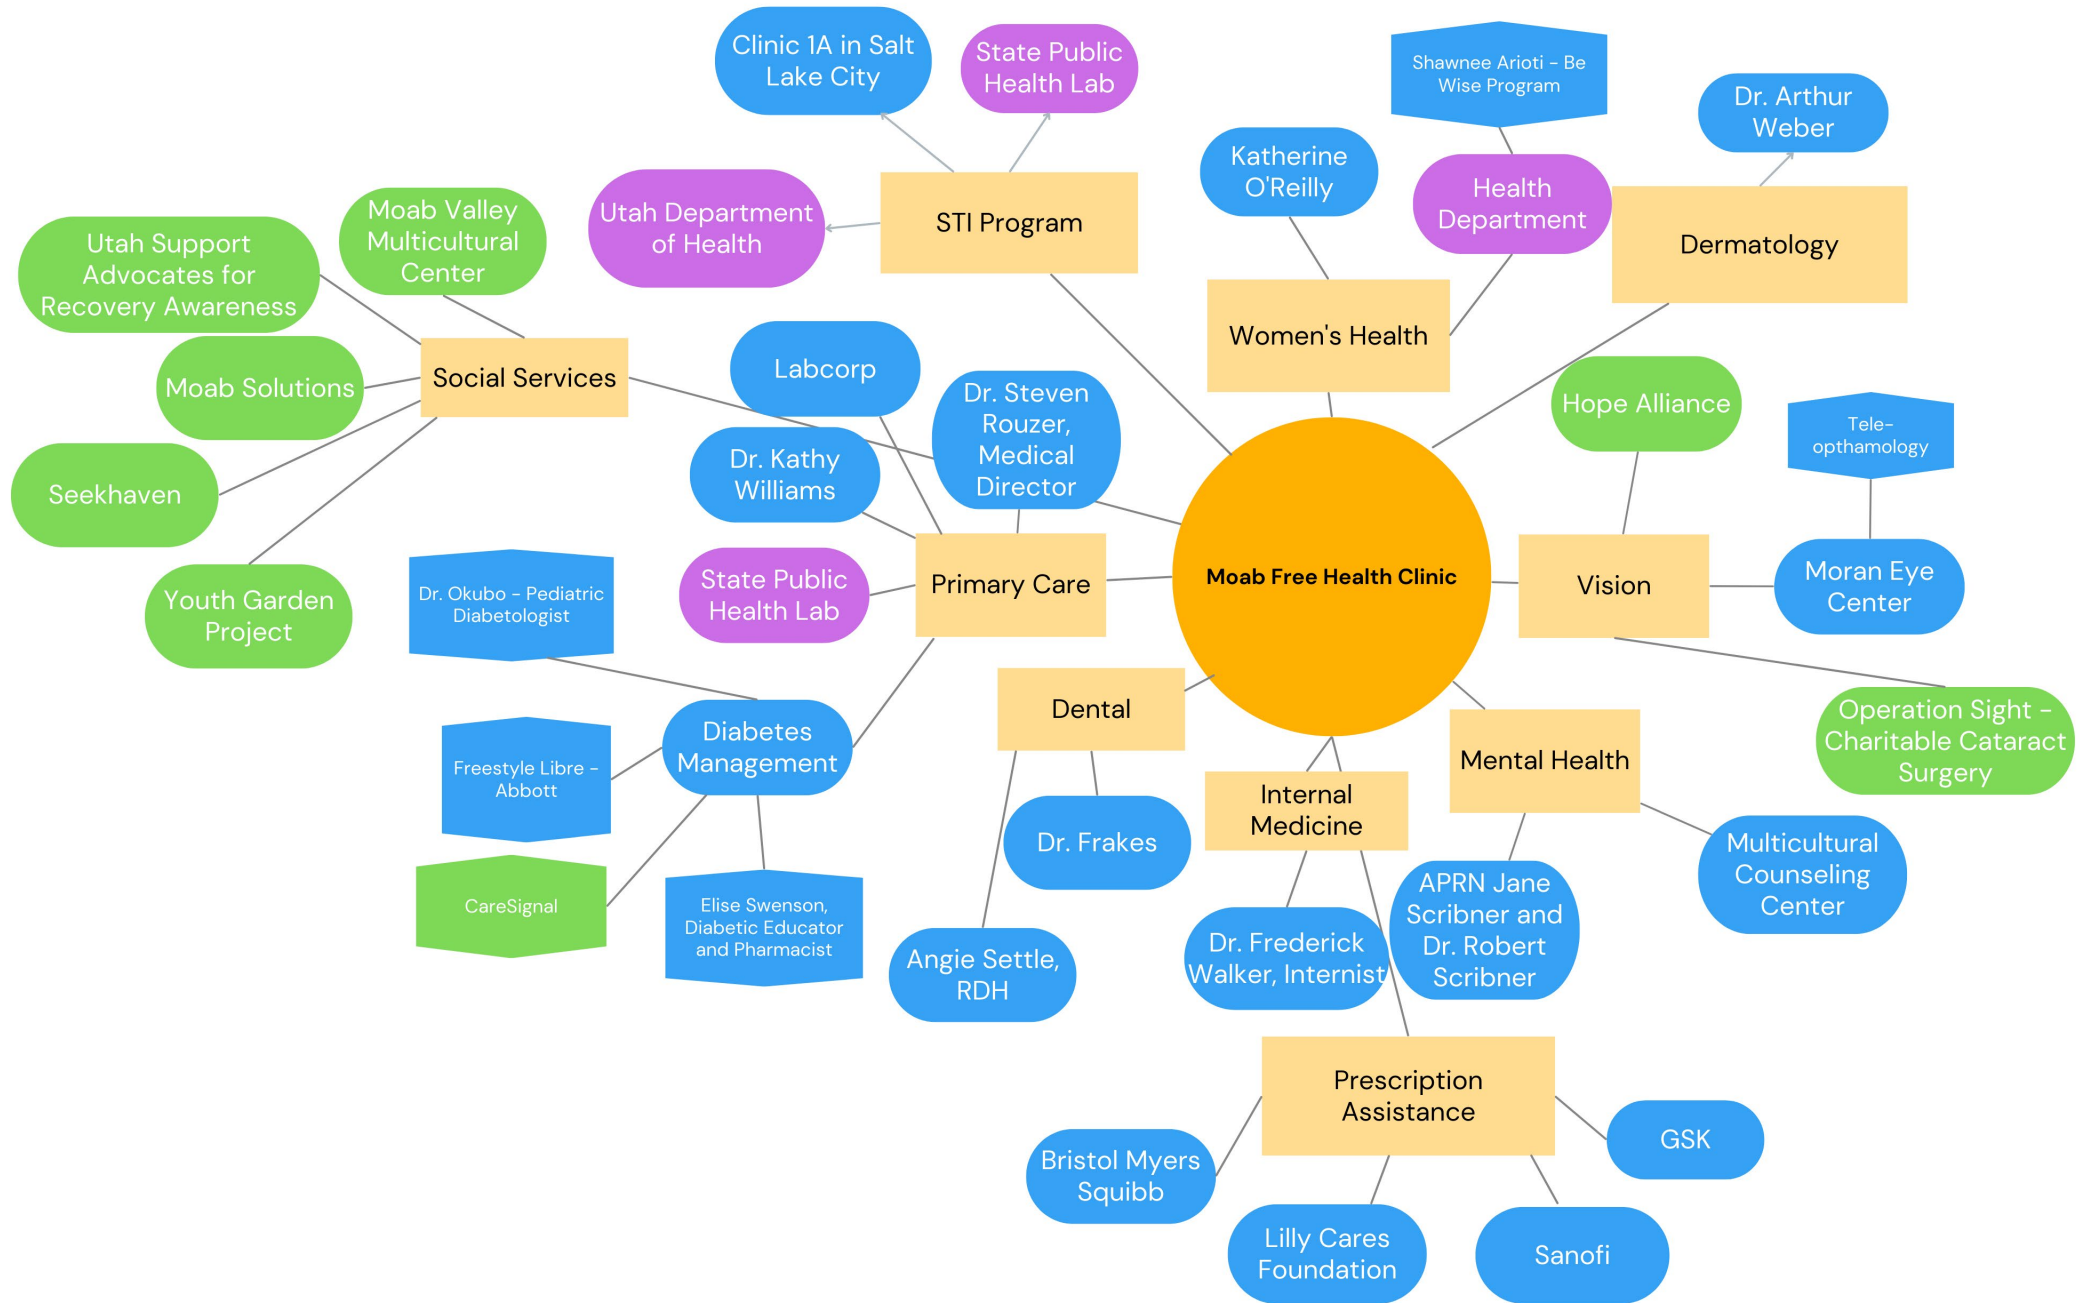 Clinic 1A in Salt
Lake City
State Public
Health Lab
Shawnee Arioti - Be
Wise Program
Dr. Arthur
Weber
Katherine
O'Reilly
Health
Department
Utah Department
of Health
STI Program
Dermatology
Moab Valley
Multicultural
Center
Utah Support
Advocates for
Recovery Awareness
Women's Health
Moab Solutions
Social Services
Labcorp
Dr. Steven
Rouzer,
Medical
Director
Hope Alliance
Tele-
opthamology
Dr. Kathy
Williams
Seekhaven
State Public
Health Lab
Primary Care
Moab Free Health Clinic
Vision
Moran Eye
Center
Youth Garden
Project
Dr. Okubo - Pediatric
Diabetologist
Dental
Diabetes
Management
Operation Sight -
Charitable Cataract
Surgery
Mental Health
Freestyle Libre -
Abbott
Internal
Medicine
Dr. Frakes
Multicultural
Counseling
Center
CareSignal
Elise Swenson,
Diabetic Educator
and Pharmacist
Angie Settle,
RDH
Dr. Frederick
Walker, Internist
APRN Jane
Scribner and
Dr. Robert
Scribner
Prescription
Assistance
Bristol Myers
Squibb
GSK
Lilly Cares
Foundation
Sanofi